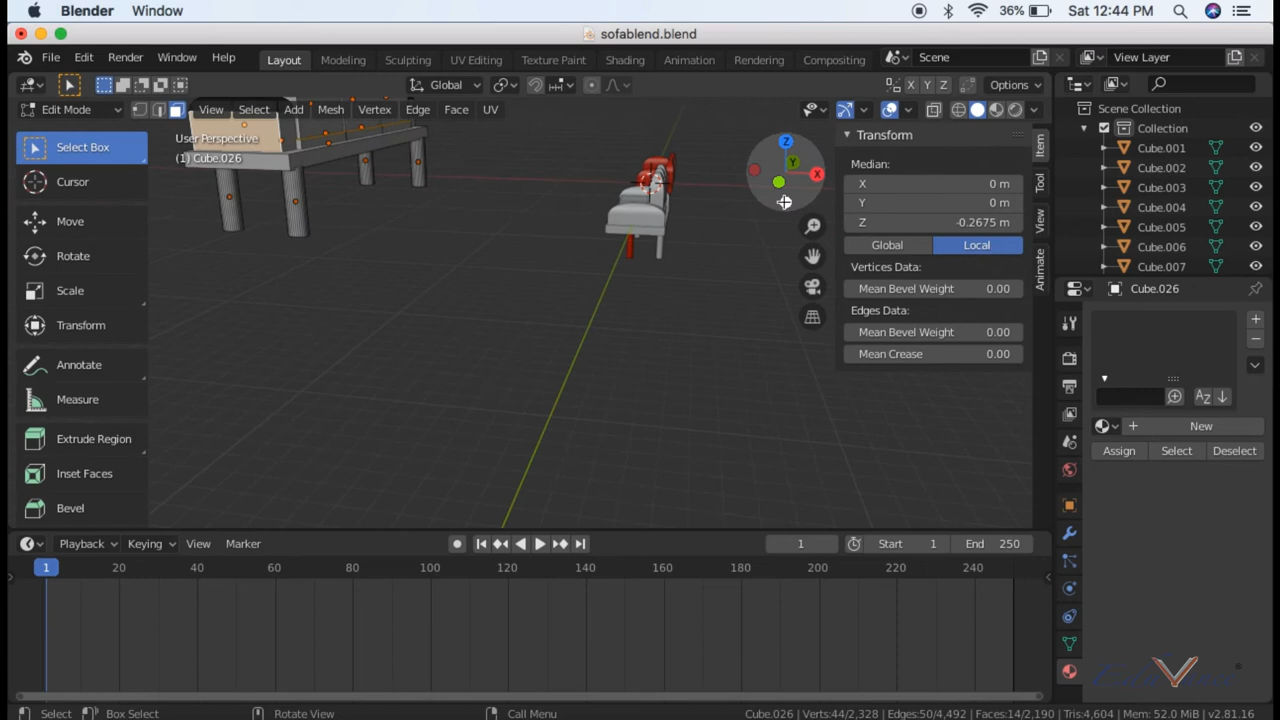 Blender Window 36% Sat 12:44 PM
sofablend.blend
File Edit Render Window Help Layout Modeling Sculpting UV Editing Texture Paint Shading Animation Rendering Compositing Scene View Layer
Global X Y Z Options
Edit Mode View Select Add Mesh Vertex Edge Face UV
User Perspective
(1) Cube.026
Select Box
Cursor
Move
Rotate
Scale
Transform
Annotate
Measure
Extrude Region
Inset Faces
Bevel
Z
Y
X
Transform
Median:
X 0 m
Y 0 m
Z -0.2675 m
Global Local
Vertices Data:
Mean Bevel Weight 0.00
Edges Data:
Mean Bevel Weight 0.00
Mean Crease 0.00
Item
Tool
View
Animate
Scene Collection
Collection
Cube.001
Cube.002
Cube.003
Cube.004
Cube.005
Cube.006
Cube.007
Cube.026
New
Assign Select Deselect
Playback Keying View Marker 1 Start 1 End 250
1 20 40 60 80 100 120 140 160 180 200 220 240
Select Box Select Rotate View Call Menu Cube.026 | Verts:44/2,328 | Edges:50/4,492 | Faces:14/2,190 | Tris:4,604 | Mem: 52.0 MiB | v2.81.16